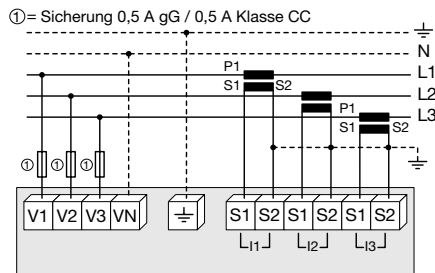 ① = Sicherung 0,5 A gG / 0,5 A Klasse CC
N
P1 L1
S1 S2
L2
P1 L3
S1 S2
① ① ①
V1 V2 V3 VN S1 S2 S1 S2 S1 S2
I1 I2 I3